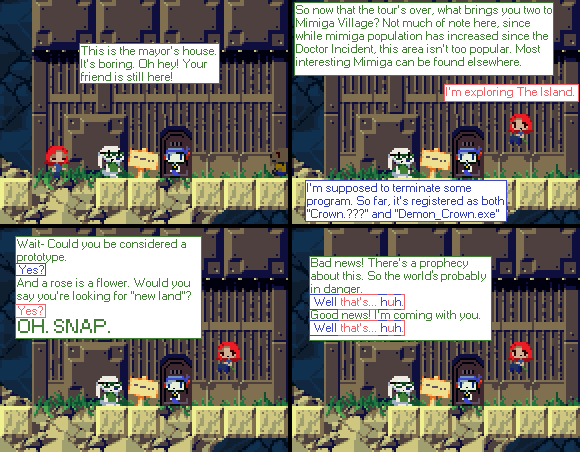 This is the mayor's house.
It's boring. Oh hey! Your
friend is still here!
So now that the tour's over, what brings you two to
Mimiga Village? Not much of note here, since
while mimiga population has increased since the
Doctor Incident, this area isn't too popular. Most
interesting Mimiga can be found elsewhere.
I'm exploring The Island.
I'm supposed to terminate some
program. So far, it's registered as both
"Crown.???" and "Demon_Crown.exe"
Wait- Could you be considered a
prototype.
Yes?
And a rose is a flower. Would you
say you're looking for "new land"?
Yes?
OH. SNAP.
Bad news! There's a prophecy
about this. So the world's probably
in danger.
Well that's... huh.
Good news! I'm coming with you.
Well that's... huh.